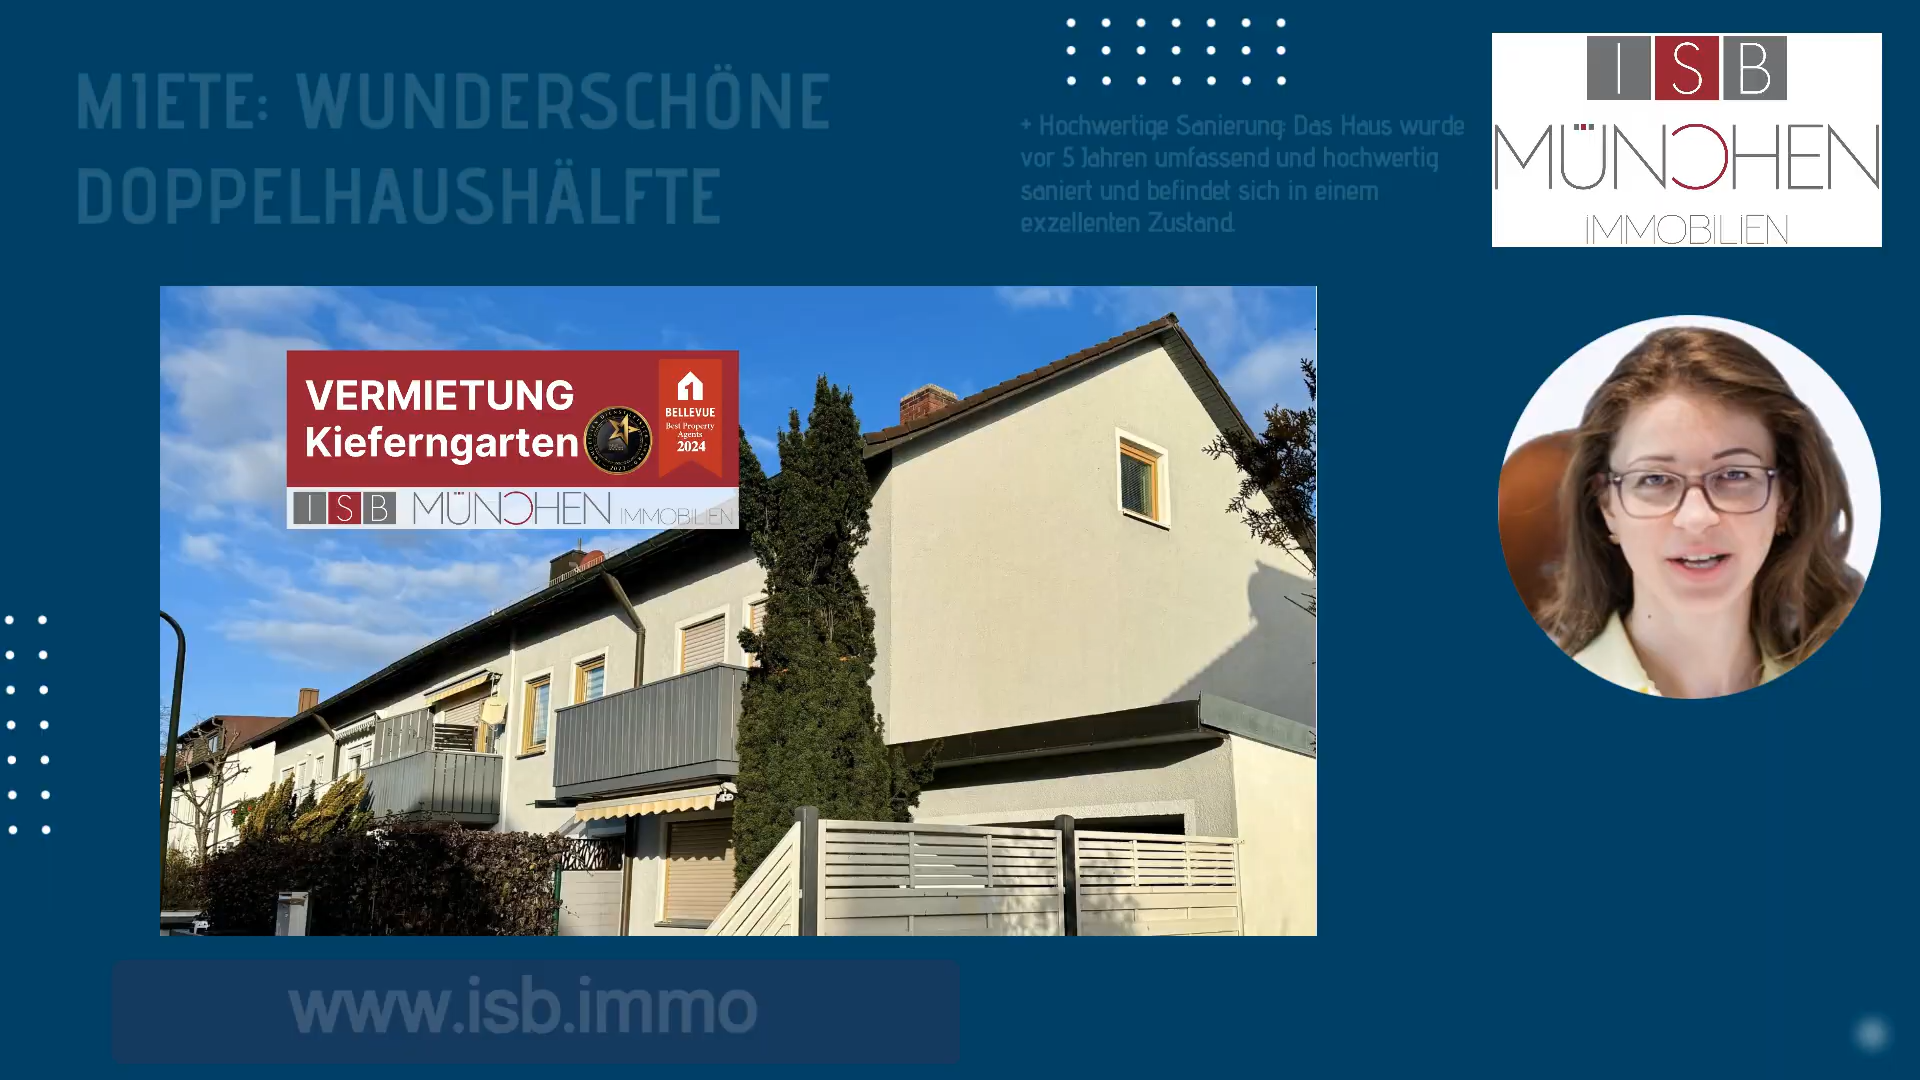 M1ETE: WUNDERSCHÖNE
DOPPELHAUSHÄLFTE
+ Hochwertige Sanierung: Das Haus wurde
vor 5 Jahren umfassend und hochwertig
saniert und befindet sich in einem
exzellenten Zustand.
ISB
MÜNCHEN
IMMOBILIEN
VERMIETUNG
Kieferngarten
BELLEVUE
Best Property
Agents
2024
ISB MÜNCHEN IMMOBILIEN
www.isb.immo